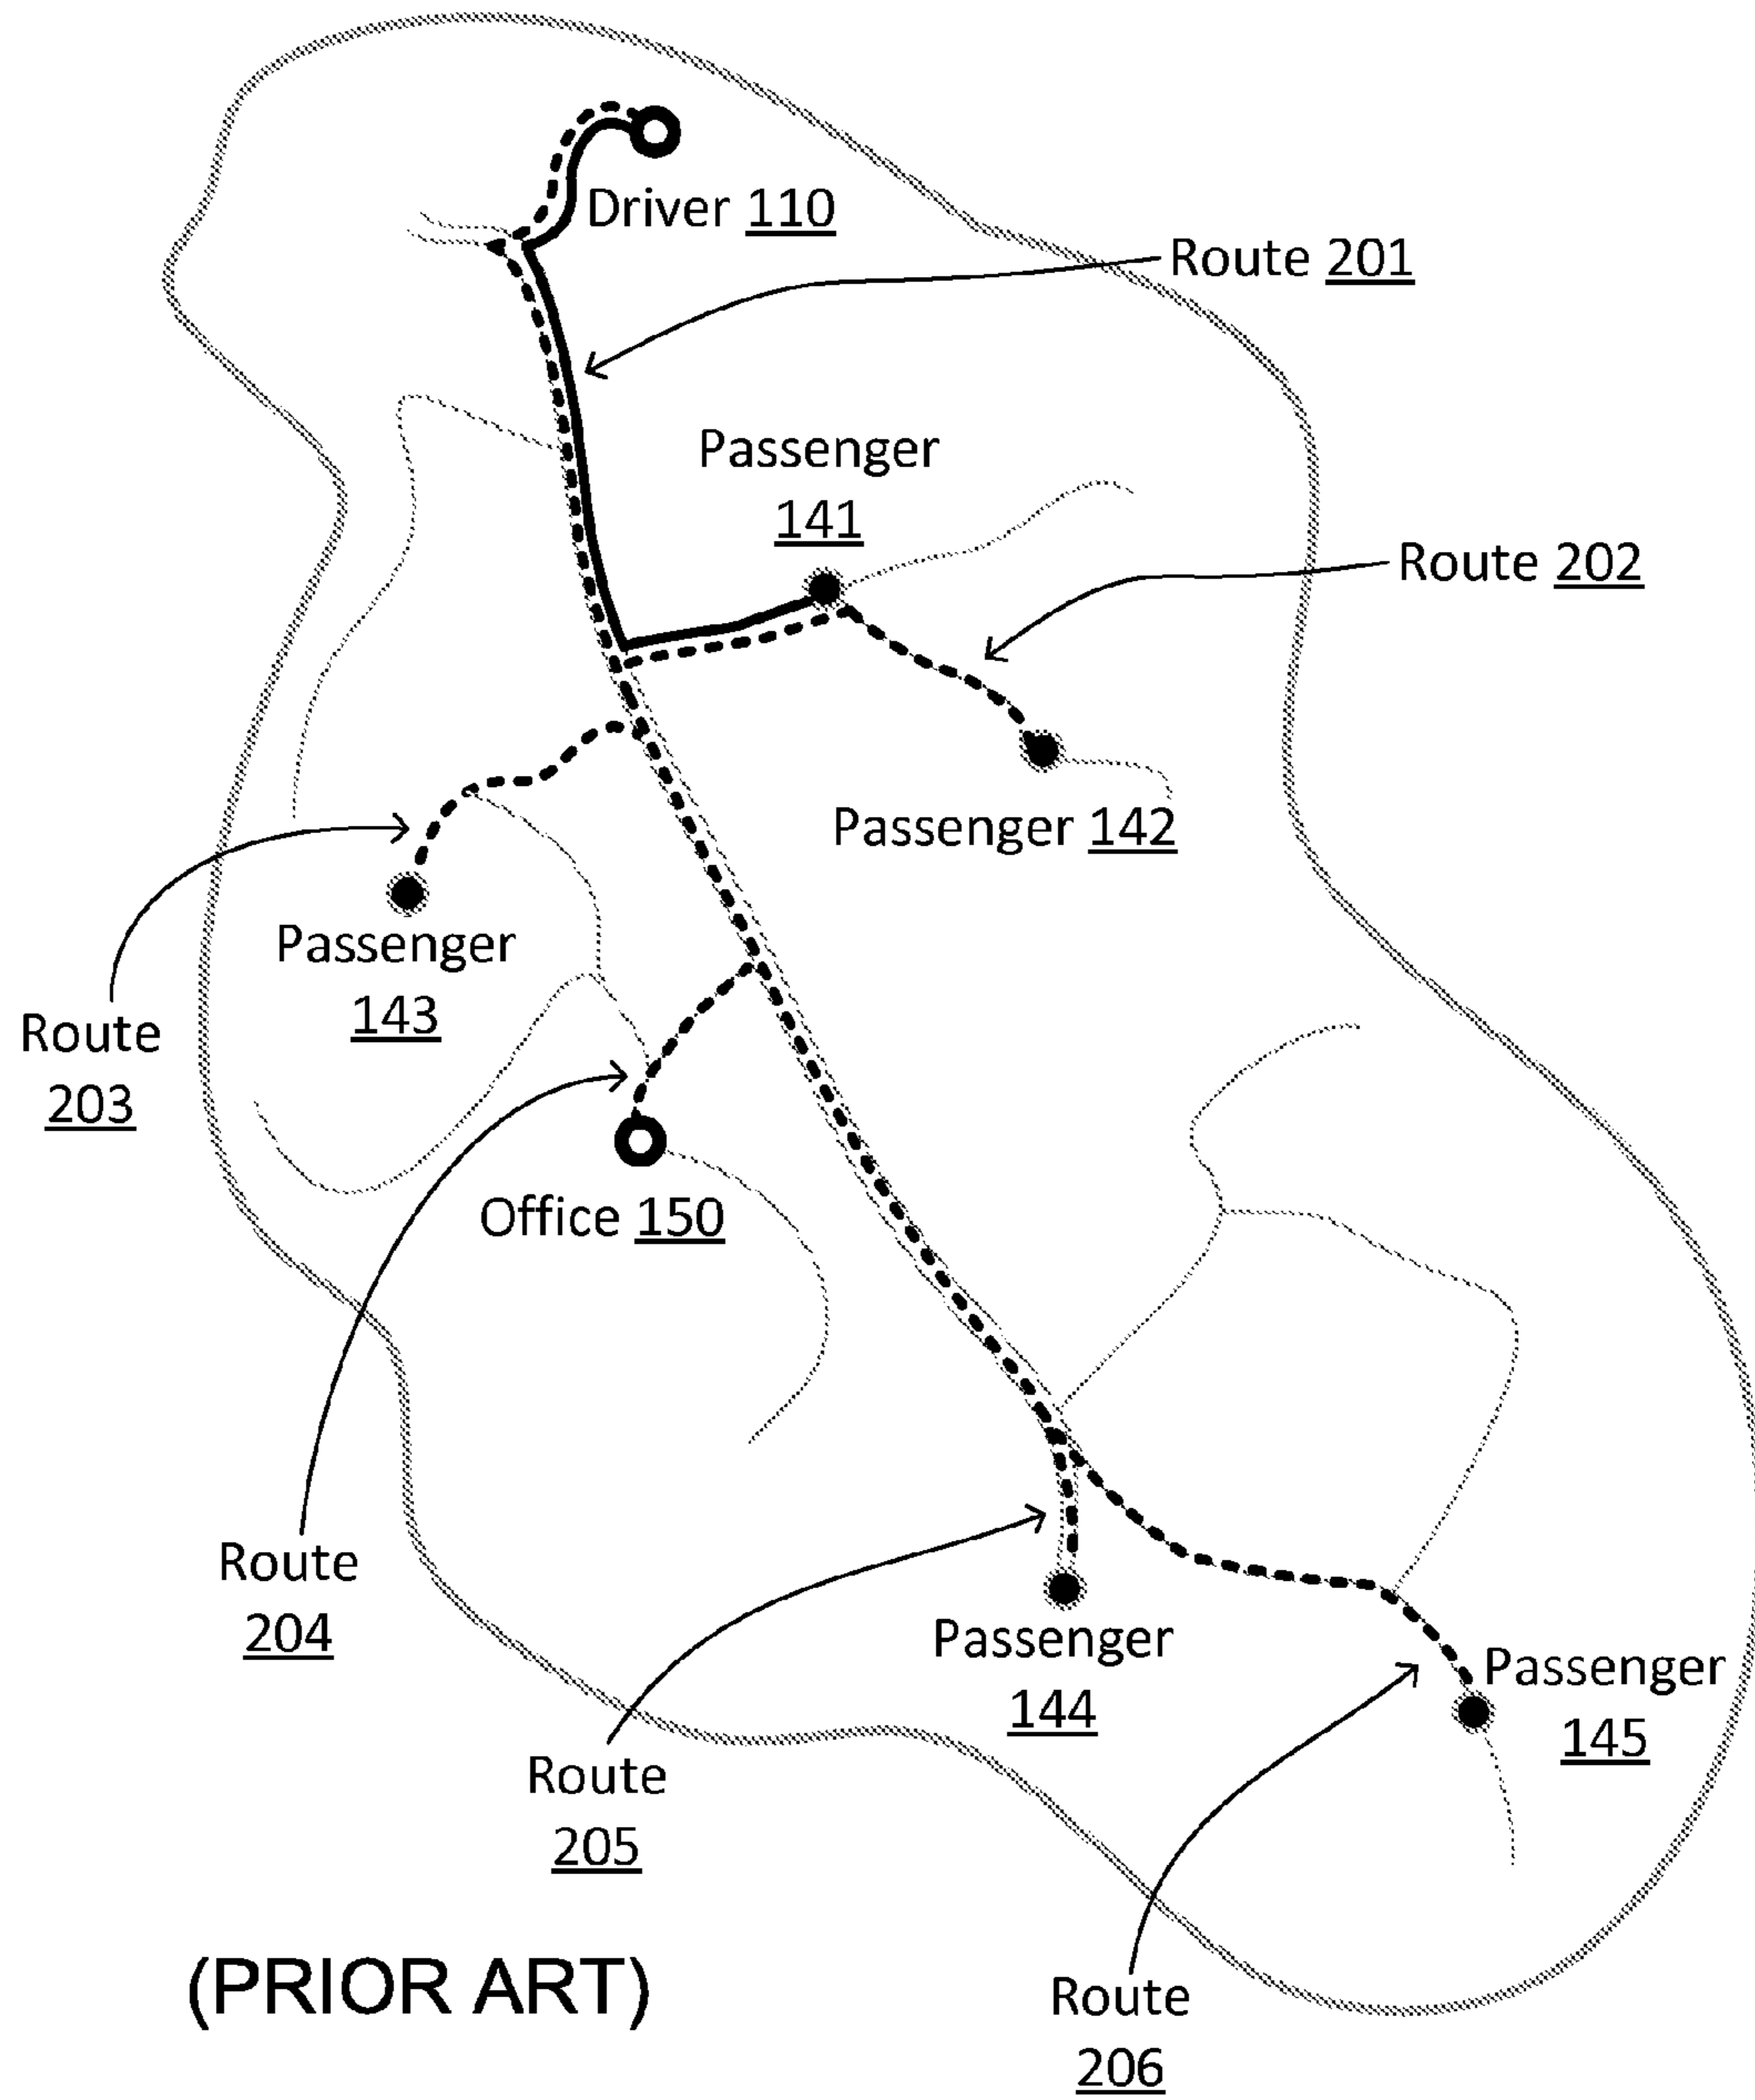 Driver 110
Route 201
Passenger
141
Route 202
Passenger 142
Passenger
143
Route
203
Office 150
Route
204
Passenger
144
Passenger
145
Route
205
(PRIOR ART)
Route
206